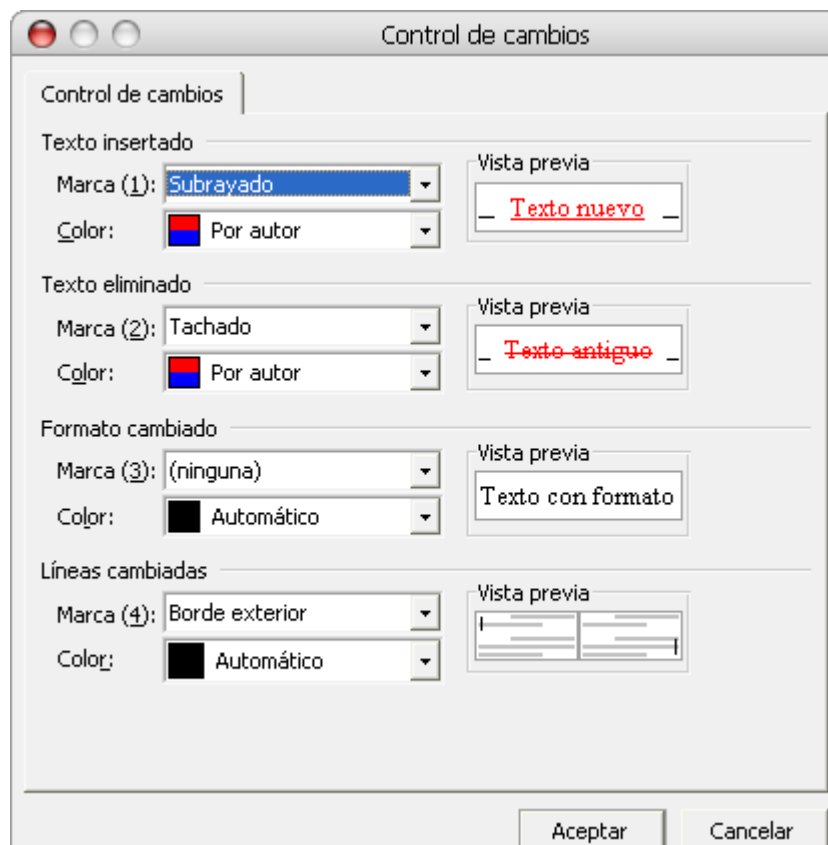 Control de cambios
Control de cambios
Texto insertado
Marca (1): Subrayado
Color: Por autor
Vista previa
_ Texto nuevo _
Texto eliminado
Marca (2): Tachado
Color: Por autor
Vista previa
_ Texto antiguo _
Formato cambiado
Marca (3): (ninguna)
Color: Automático
Vista previa
Texto con formato
Líneas cambiadas
Marca (4): Borde exterior
Color: Automático
Vista previa
Aceptar
Cancelar